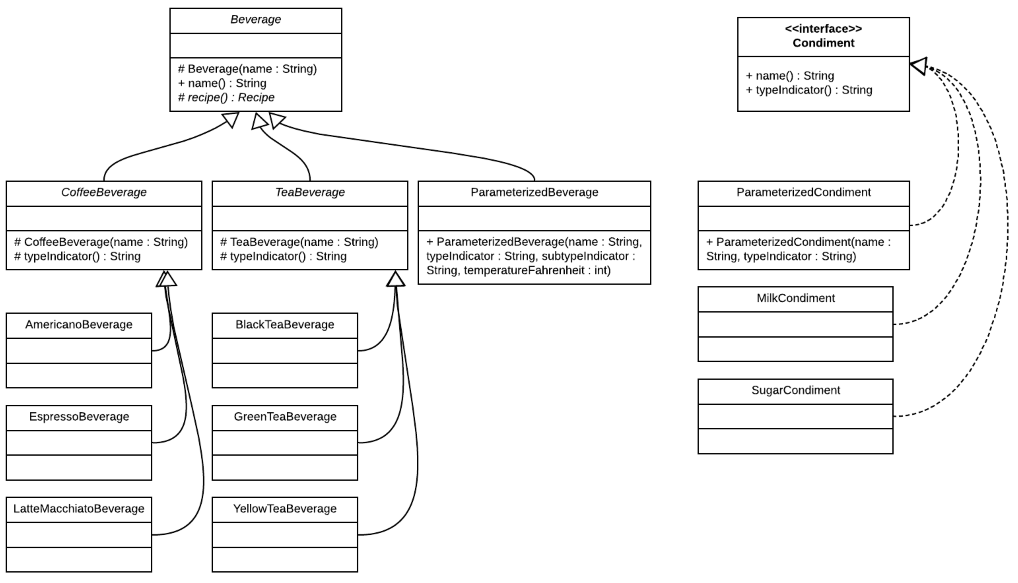 Beverage
# Beverage(name : String)
+ name() : String
# recipe() : Recipe
<<interface>>
Condiment
+ name() : String
+ typeIndicator() : String
CoffeeBeverage
# CoffeeBeverage(name : String)
# typeIndicator() : String
TeaBeverage
# TeaBeverage(name : String)
# typeIndicator() : String
ParameterizedBeverage
+ ParameterizedBeverage(name : String,
typeIndicator : String, subtypeIndicator :
String, temperatureFahrenheit : int)
ParameterizedCondiment
+ ParameterizedCondiment(name :
String, typeIndicator : String)
MilkCondiment
SugarCondiment
AmericanoBeverage
BlackTeaBeverage
EspressoBeverage
GreenTeaBeverage
LatteMacchiatoBeverage
YellowTeaBeverage